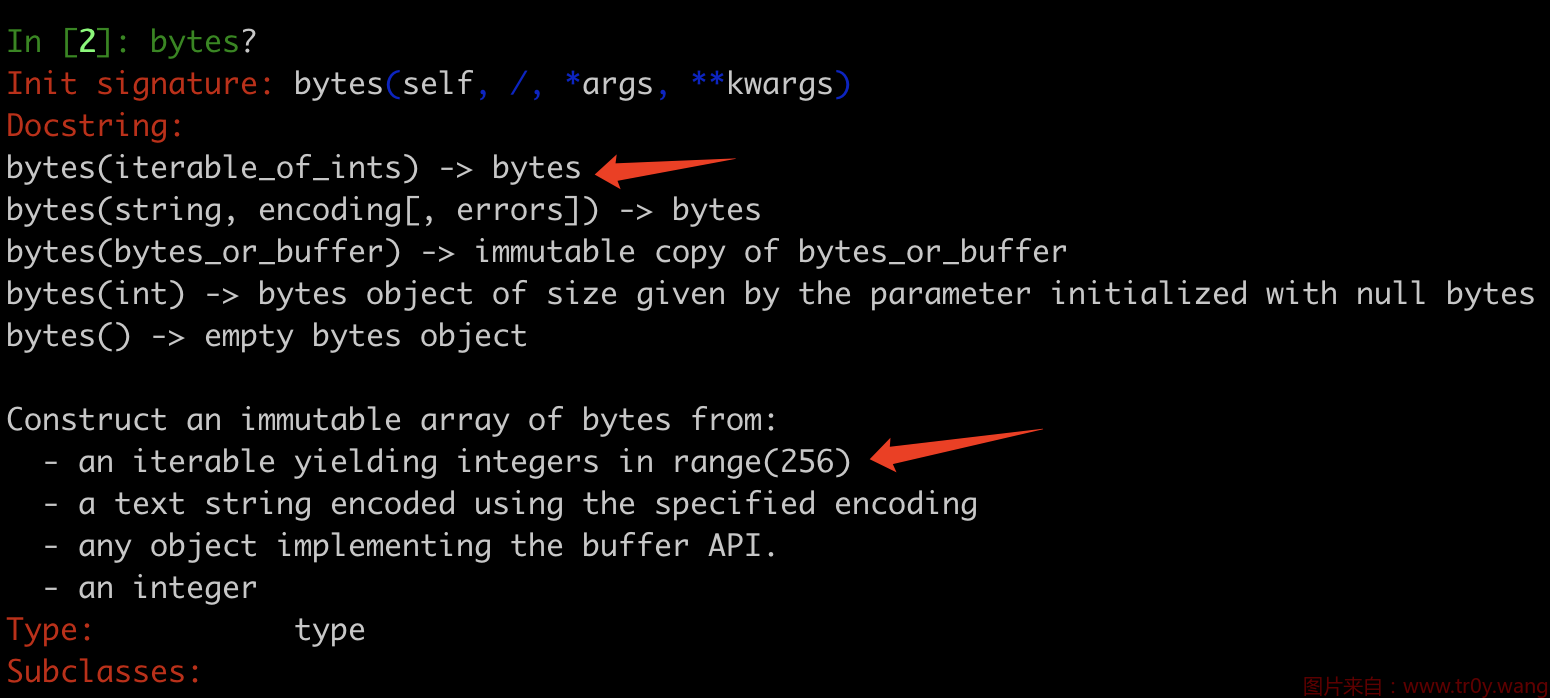 In [2]: bytes?
Init signature: bytes(self, /, *args, **kwargs)
Docstring:
bytes(iterable_of_ints) -> bytes
bytes(string, encoding[, errors]) -> bytes
bytes(bytes_or_buffer) -> immutable copy of bytes_or_buffer
bytes(int) -> bytes object of size given by the parameter initialized with null bytes
bytes() -> empty bytes object

Construct an immutable array of bytes from:
  - an iterable yielding integers in range(256)
  - a text string encoded using the specified encoding
  - any object implementing the buffer API.
  - an integer
Type:           type
Subclasses:
图片来自：www.tr0y.wang